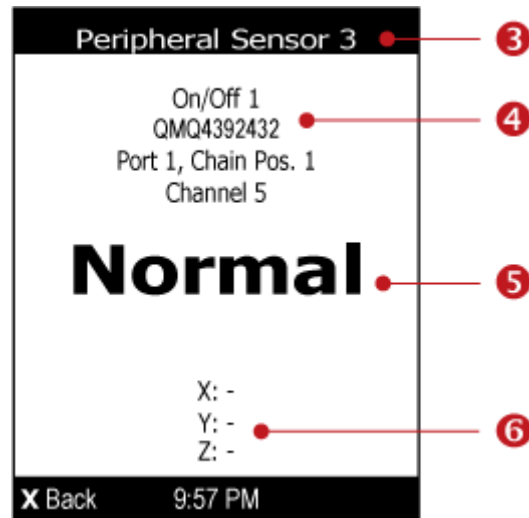 Peripheral Sensor 3
3
On/Off 1
QMQ4392432
4
Port 1, Chain Pos. 1
Channel 5
Normal
5
X: -
Y: -
6
Z: -
X Back 9:57 PM